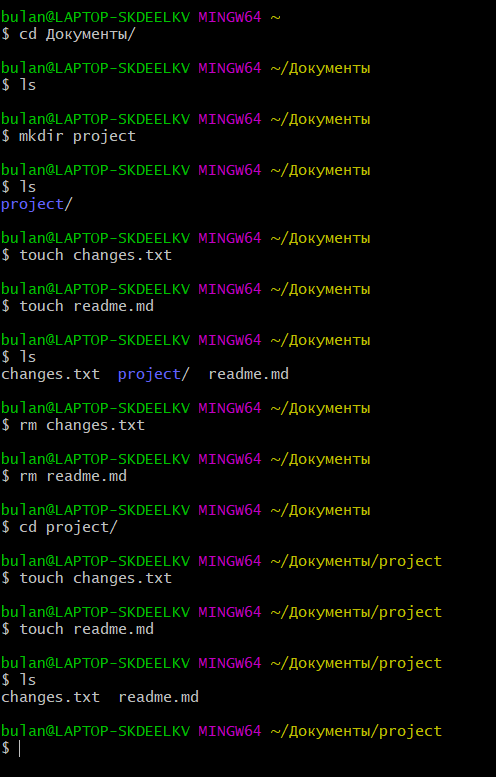 bulan@LAPTOP-SKDEELKV MINGW64 ~
$ cd Документы/
bulan@LAPTOP-SKDEELKV MINGW64 ~/Документы
$ ls
bulan@LAPTOP-SKDEELKV MINGW64 ~/Документы
$ mkdir project
bulan@LAPTOP-SKDEELKV MINGW64 ~/Документы
$ ls
project/
bulan@LAPTOP-SKDEELKV MINGW64 ~/Документы
$ touch changes.txt
bulan@LAPTOP-SKDEELKV MINGW64 ~/Документы
$ touch readme.md
bulan@LAPTOP-SKDEELKV MINGW64 ~/Документы
$ ls
changes.txt  project/  readme.md
bulan@LAPTOP-SKDEELKV MINGW64 ~/Документы
$ rm changes.txt
bulan@LAPTOP-SKDEELKV MINGW64 ~/Документы
$ rm readme.md
bulan@LAPTOP-SKDEELKV MINGW64 ~/Документы
$ cd project/
bulan@LAPTOP-SKDEELKV MINGW64 ~/Документы/project
$ touch changes.txt
bulan@LAPTOP-SKDEELKV MINGW64 ~/Документы/project
$ touch readme.md
bulan@LAPTOP-SKDEELKV MINGW64 ~/Документы/project
$ ls
changes.txt  readme.md
bulan@LAPTOP-SKDEELKV MINGW64 ~/Документы/project
$